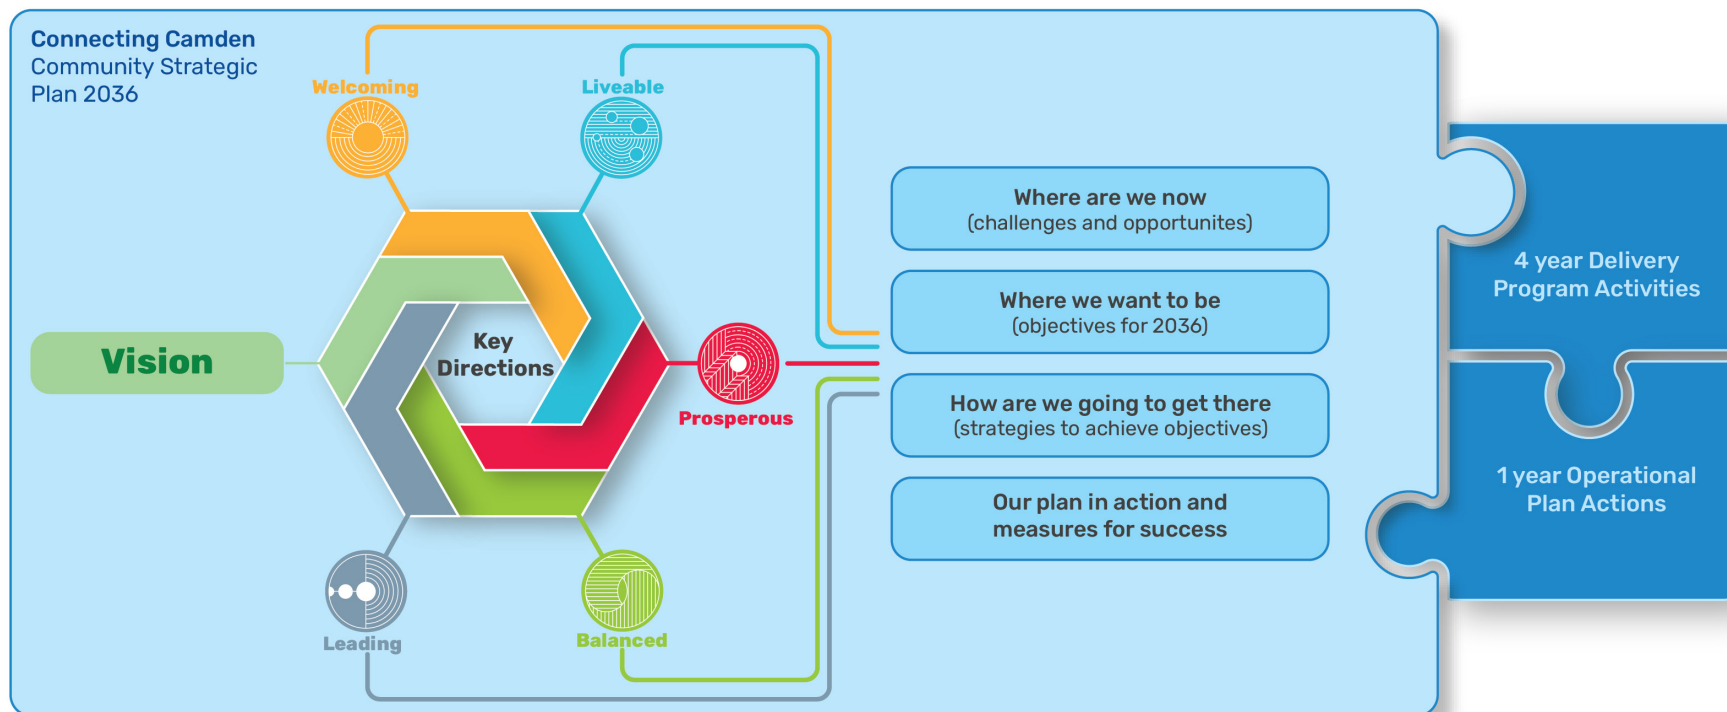 Connecting Camden
Community Strategic
Plan 2036
Welcoming
Liveable
Vision
Key
Directions
Prosperous
Leading
Balanced
Where are we now
(challenges and opportunites)
Where we want to be
(objectives for 2036)
How are we going to get there
(strategies to achieve objectives)
Our plan in action and
measures for success
4 year Delivery
Program Activities
1 year Operational
Plan Actions